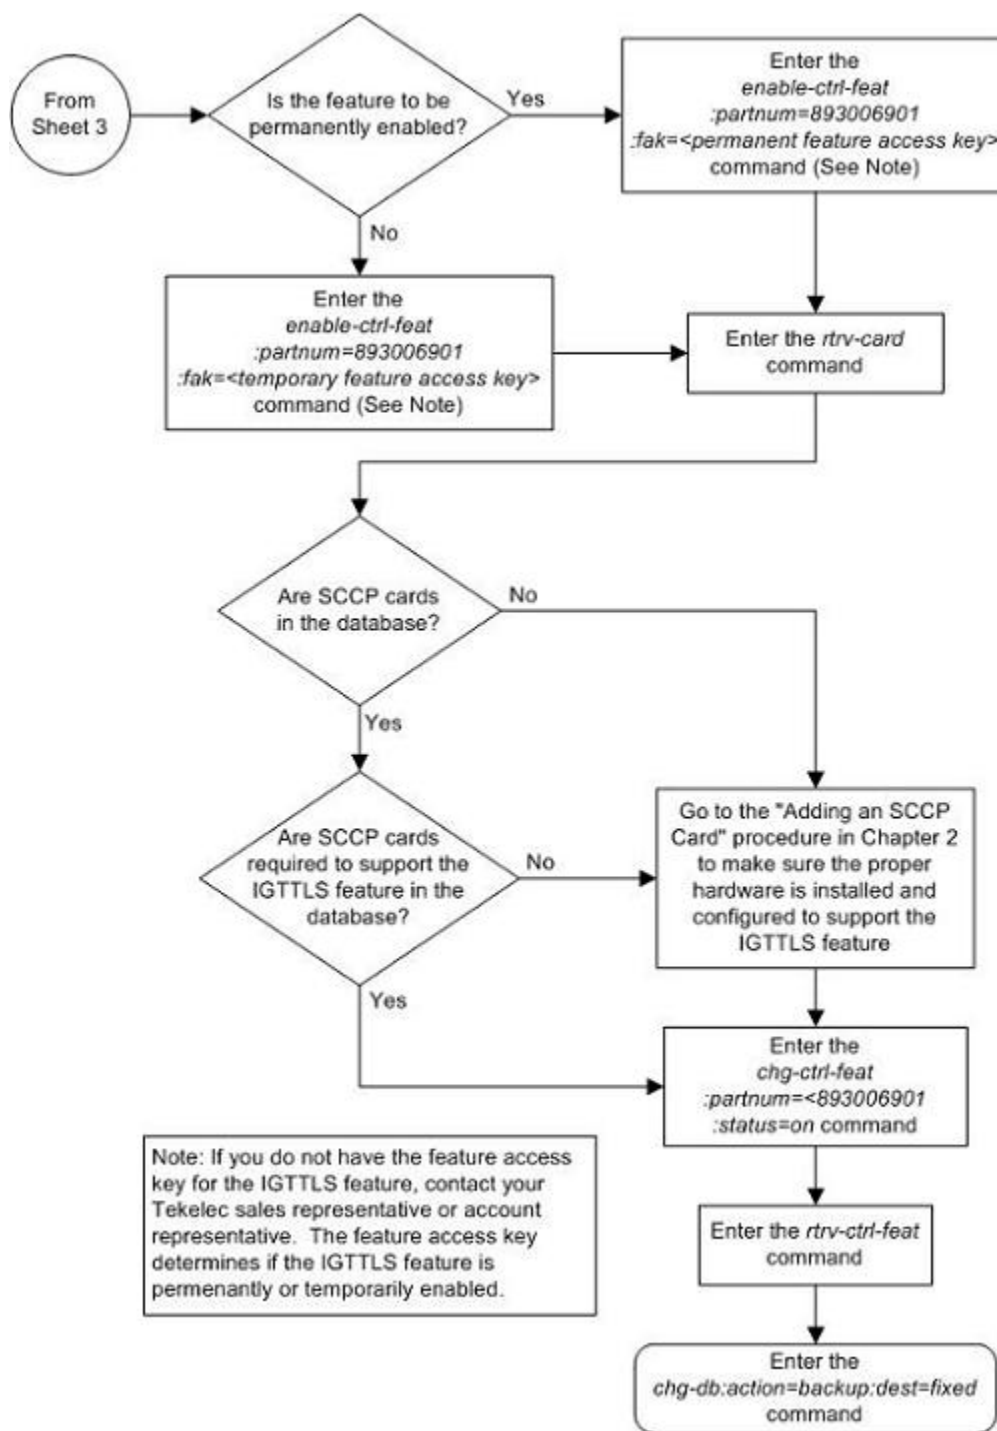 From
Sheet 3
Is the feature to be
permanently enabled?
Yes
Enter the
enable-ctrl-feat
:partnum=893006901
:fak=<permanent feature access key>
command (See Note)
No
Enter the
enable-ctrl-feat
:partnum=893006901
:fak=<temporary feature access key>
command (See Note)
Enter the rtrv-card
command
Are SCCP cards
in the database?
No
Yes
Are SCCP cards
required to support the
IGTTLS feature in the
database?
No
Yes
Go to the "Adding an SCCP
Card" procedure in Chapter 2
to make sure the proper
hardware is installed and
configured to support the
IGTTLS feature
Enter the
chg-ctrl-feat
:partnum=<893006901
:status=on command
Note: If you do not have the feature access
key for the IGTTLS feature, contact your
Tekelec sales representative or account
representative. The feature access key
determines if the IGTTLS feature is
permenantly or temporarily enabled.
Enter the rtrv-ctrl-feat
command
Enter the
chg-db:action=backup:dest=fixed
command